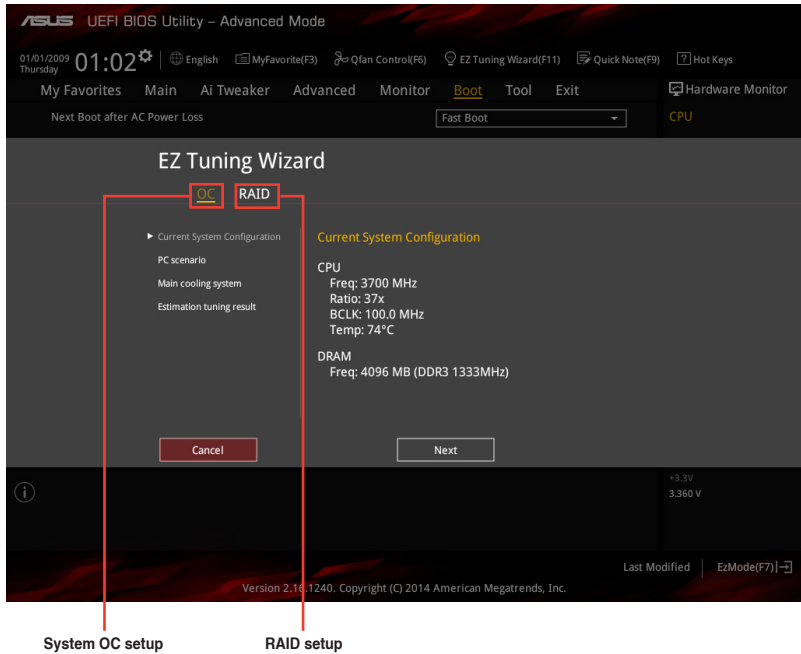 ASUS UEFI BIOS Utility – Advanced Mode
01/01/2009 Thursday 01:02 English MyFavorite(F3) Qfan Control(F6) EZ Tuning Wizard(F11) Quick Note(F9) ? Hot Keys
My Favorites Main Ai Tweaker Advanced Monitor Boot Tool Exit Hardware Monitor
Next Boot after AC Power Loss Fast Boot CPU
EZ Tuning Wizard
OC RAID
Current System Configuration
PC scenario
Main cooling system
Estimation tuning result
Current System Configuration
CPU
Freq: 3700 MHz
Ratio: 37x
BCLK: 100.0 MHz
Temp: 74°C
DRAM
Freq: 4096 MB (DDR3 1333MHz)
Cancel Next
+3.3V
3.360 V
Last Modified EzMode(F7)
Version 2.16.1240. Copyright (C) 2014 American Megatrends, Inc.
System OC setup RAID setup